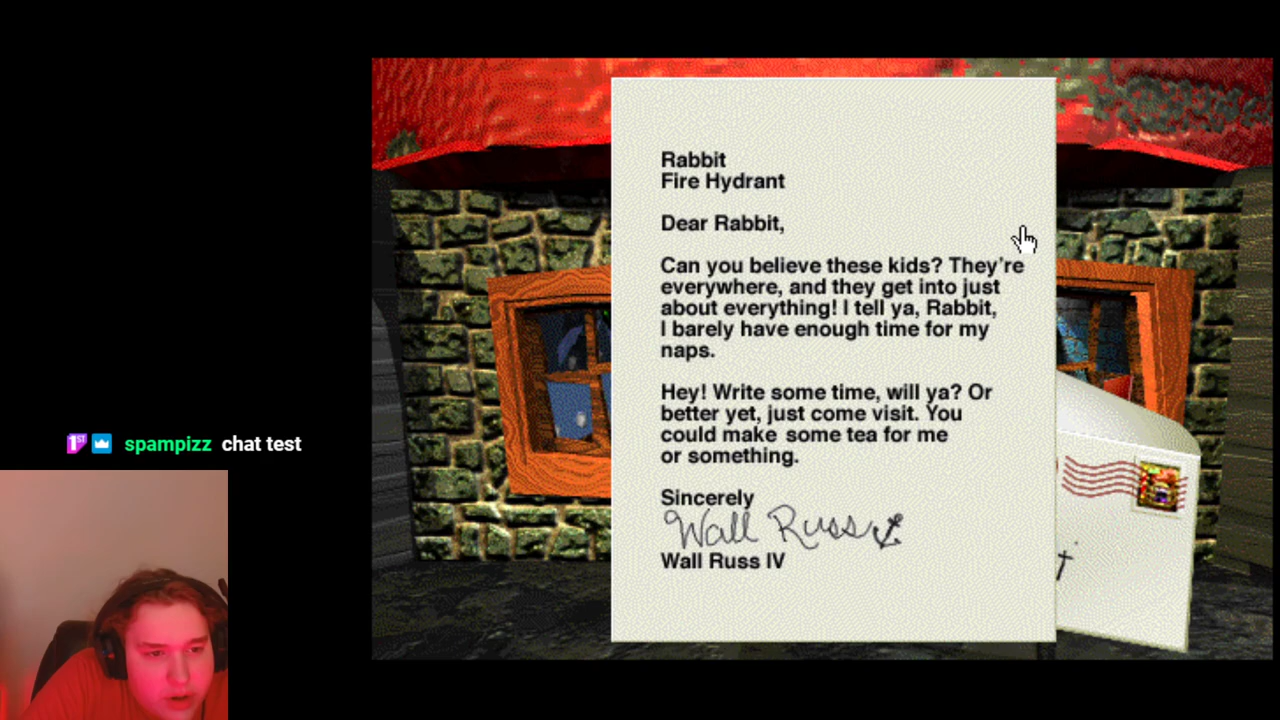 Rabbit
Fire Hydrant
Dear Rabbit,
Can you believe these kids? They're
everywhere, and they get into just
about everything! I tell ya, Rabbit,
I barely have enough time for my
naps.
Hey! Write some time, will ya? Or
better yet, just come visit. You
could make some tea for me
or something.
Sincerely
Wall Russ
Wall Russ IV
1ST spampizz chat test